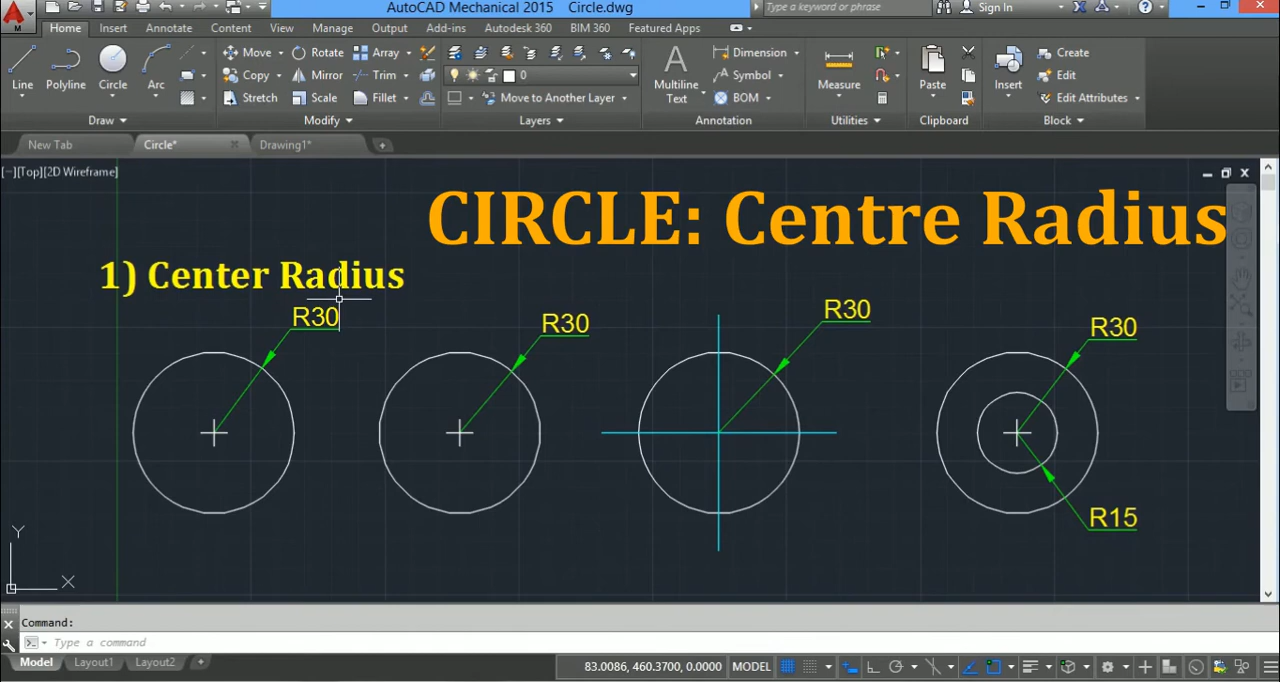 AutoCAD Mechanical 2015 Circle.dwg
Type a keyword or phrase
Sign In
Home Insert Annotate Content View Manage Output Add-ins Autodesk 360 BIM 360 Featured Apps
Line Polyline Circle Arc
Move Rotate Array
Copy Mirror Trim
Stretch Scale Fillet
0
Move to Another Layer
Multiline
Text
Dimension
Symbol
BOM
Measure
Paste
Insert
Create
Edit
Edit Attributes
Draw Modify Layers Annotation Utilities Clipboard Block
New Tab Circle* Drawing1*
[−][Top][2D Wireframe]
CIRCLE: Centre Radius
1) Center Radius
R30
R30
R30
R30
R15
Y
X
Command:
Type a command
Model Layout1 Layout2
83.0086, 460.3700, 0.0000 MODEL